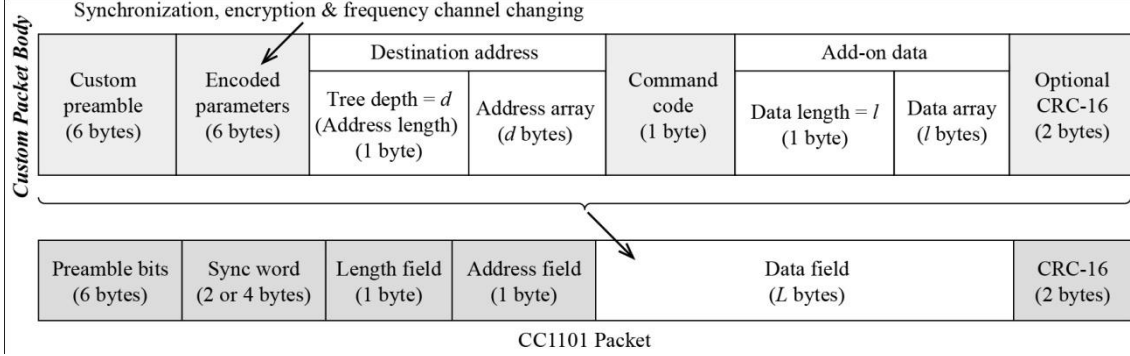 Synchronization, encryption & frequency channel changing
Custom Packet Body
Custom
preamble
(6 bytes)
Encoded
parameters
(6 bytes)
Destination address
Tree depth = d
(Address length)
(1 byte)
Address array
(d bytes)
Command
code
(1 byte)
Add-on data
Data length = l
(1 byte)
Data array
(l bytes)
Optional
CRC-16
(2 bytes)
Preamble bits
(6 bytes)
Sync word
(2 or 4 bytes)
Length field
(1 byte)
Address field
(1 byte)
Data field
(L bytes)
CRC-16
(2 bytes)
CC1101 Packet